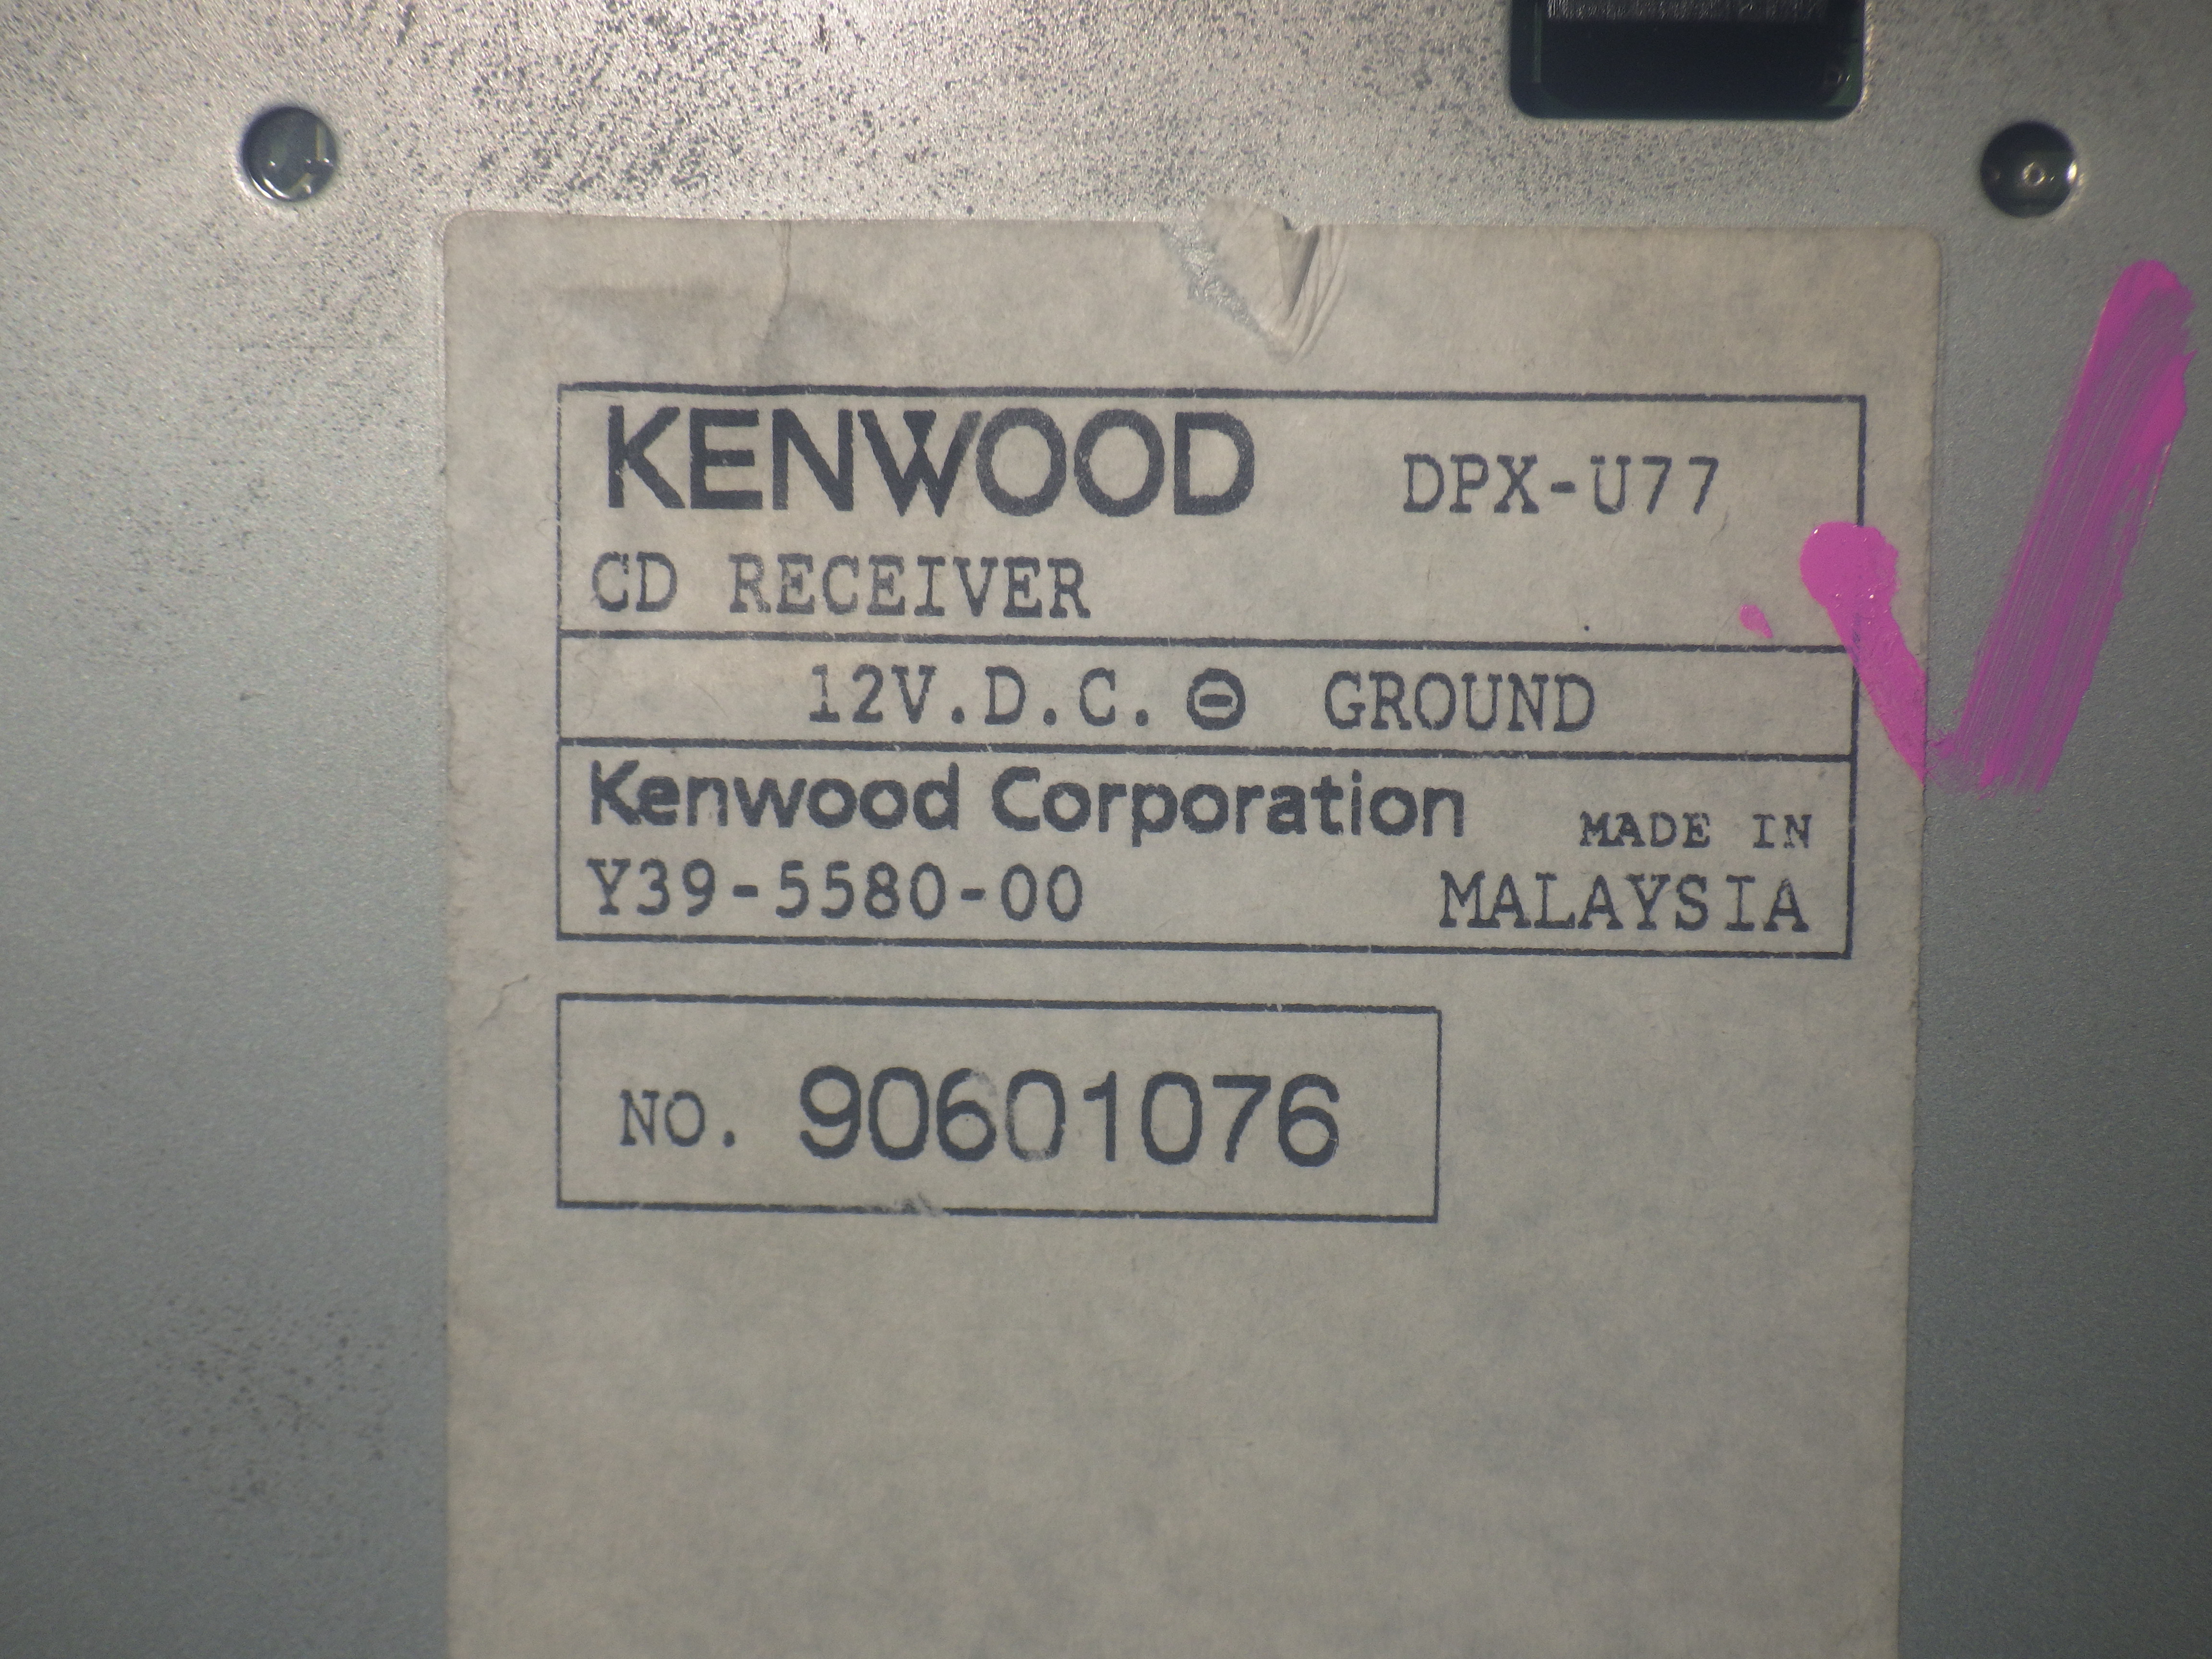 KENWOOD DPX-U77
CD RECEIVER
12V.D.C. ⊖ GROUND
Kenwood Corporation
MADE IN
Y39-5580-00 MALAYSIA
NO. 90601076